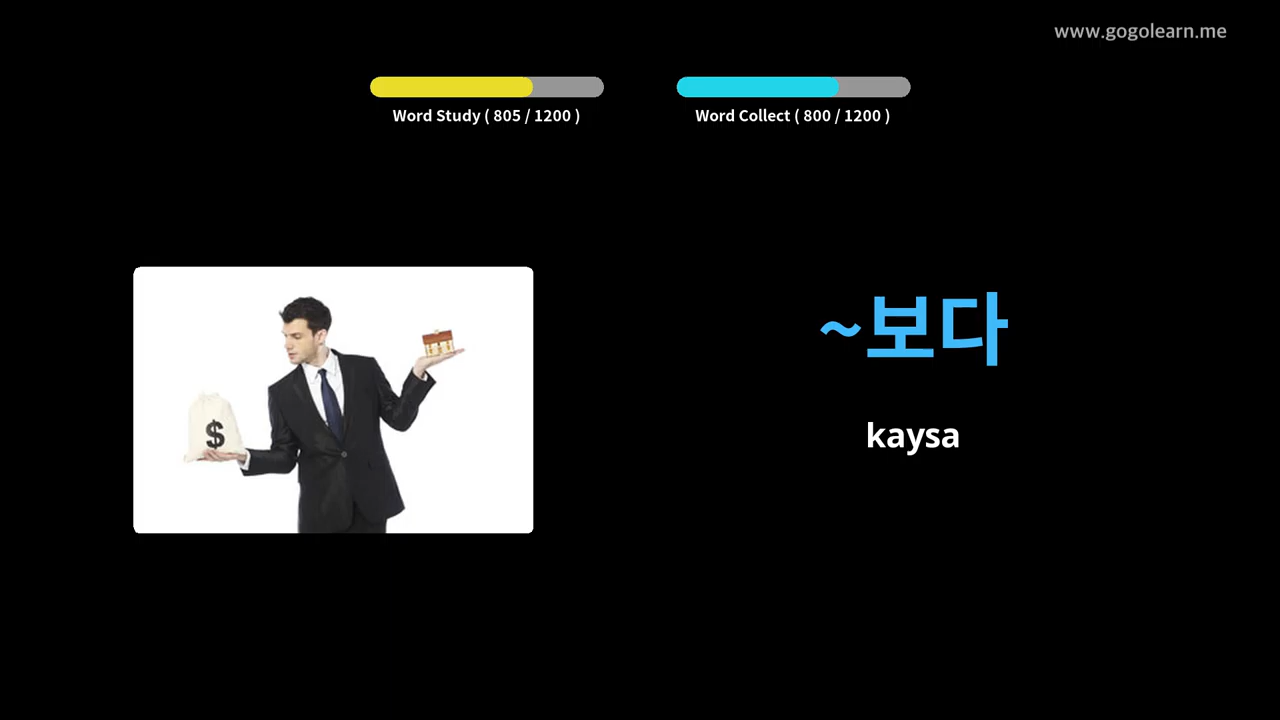 www.gogolearn.me
Word Study ( 805 / 1200 )
Word Collect ( 800 / 1200 )
~보다
kaysa
$